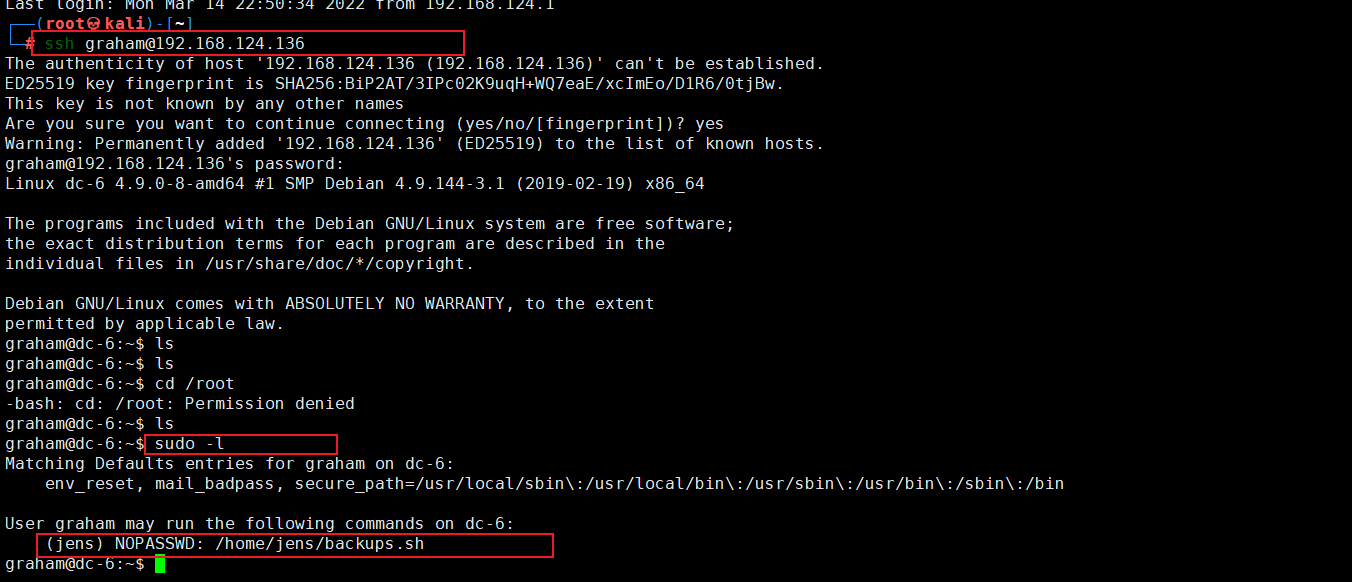 Last login: Mon Mar 14 22:50:34 2022 from 192.168.124.1
┌──(root💀kali)-[~]
└─# ssh graham@192.168.124.136
The authenticity of host '192.168.124.136 (192.168.124.136)' can't be established.
ED25519 key fingerprint is SHA256:BiP2AT/3IPc02K9uqH+WQ7eaE/xcImEo/D1R6/0tjBw.
This key is not known by any other names
Are you sure you want to continue connecting (yes/no/[fingerprint])? yes
Warning: Permanently added '192.168.124.136' (ED25519) to the list of known hosts.
graham@192.168.124.136's password:
Linux dc-6 4.9.0-8-amd64 #1 SMP Debian 4.9.144-3.1 (2019-02-19) x86_64
The programs included with the Debian GNU/Linux system are free software;
the exact distribution terms for each program are described in the
individual files in /usr/share/doc/*/copyright.
Debian GNU/Linux comes with ABSOLUTELY NO WARRANTY, to the extent
permitted by applicable law.
graham@dc-6:~$ ls
graham@dc-6:~$ ls
graham@dc-6:~$ cd /root
-bash: cd: /root: Permission denied
graham@dc-6:~$ ls
graham@dc-6:~$ sudo -l
Matching Defaults entries for graham on dc-6:
env_reset, mail_badpass, secure_path=/usr/local/sbin\:/usr/local/bin\:/usr/sbin\:/usr/bin\:/sbin\:/bin
User graham may run the following commands on dc-6:
(jens) NOPASSWD: /home/jens/backups.sh
graham@dc-6:~$